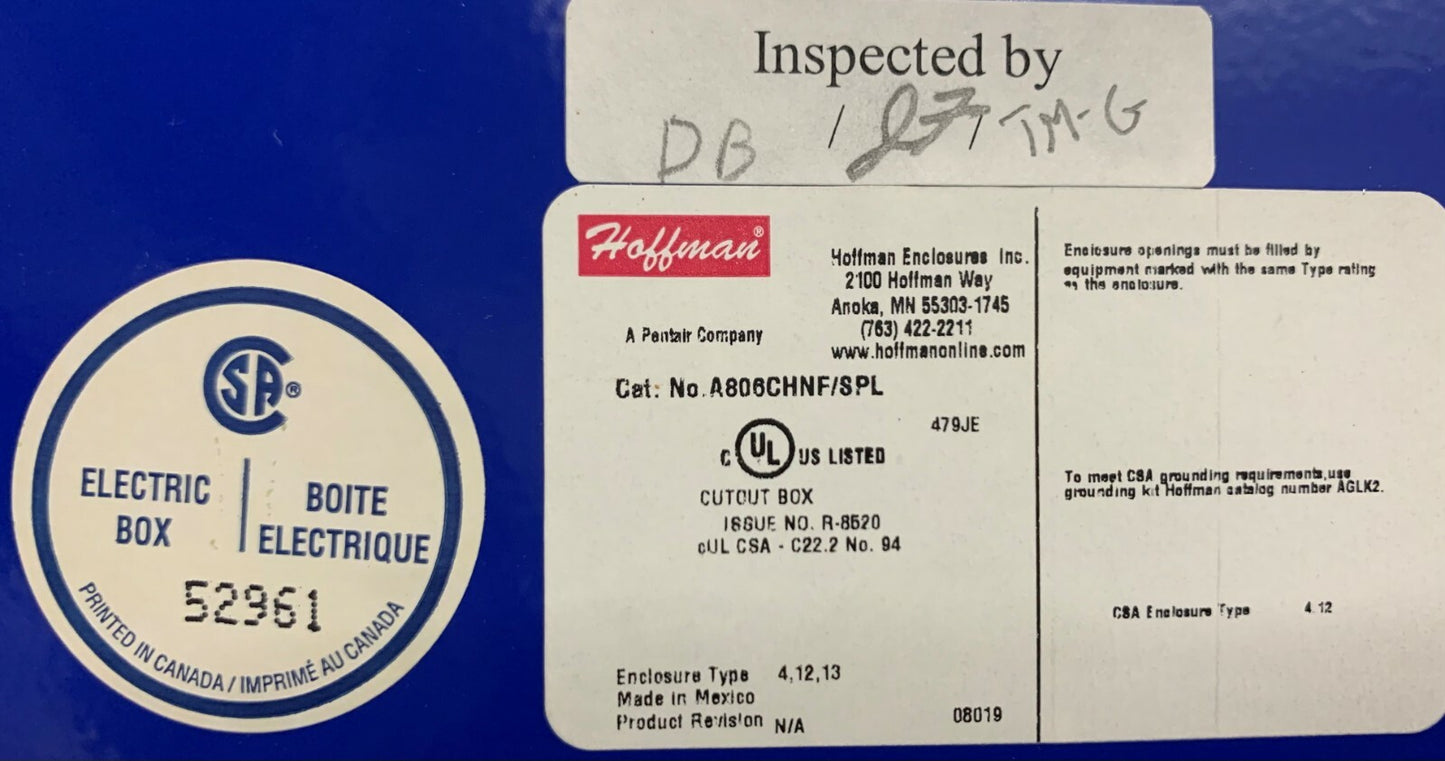 Inspected by
DB / / TM-G
Hoffman®
Hoffman Enclosures Inc.
2100 Hoffman Way
Anoka, MN 55303-1745
(763) 422-2211
www.hoffmanonline.com
A Pentair Company
Cat. No. A806CHNF/SPL
479JE
C UL US LISTED
CUTOUT BOX
ISSUE NO. R-8520
cUL CSA - C22.2 No. 94
Enclosure Type 4,12,13
Made in Mexico
Product Revision N/A
08019
Enclosure openings must be filled by
equipment marked with the same Type rating
as the enclosure.
To meet CSA grounding requirements,use
grounding kit Hoffman catalog number AGLK2.
CSA Enclosure Type 4,12
CSA®
ELECTRIC
BOX
BOITE
ELECTRIQUE
52961
PRINTED IN CANADA / IMPRIMÉ AU CANADA